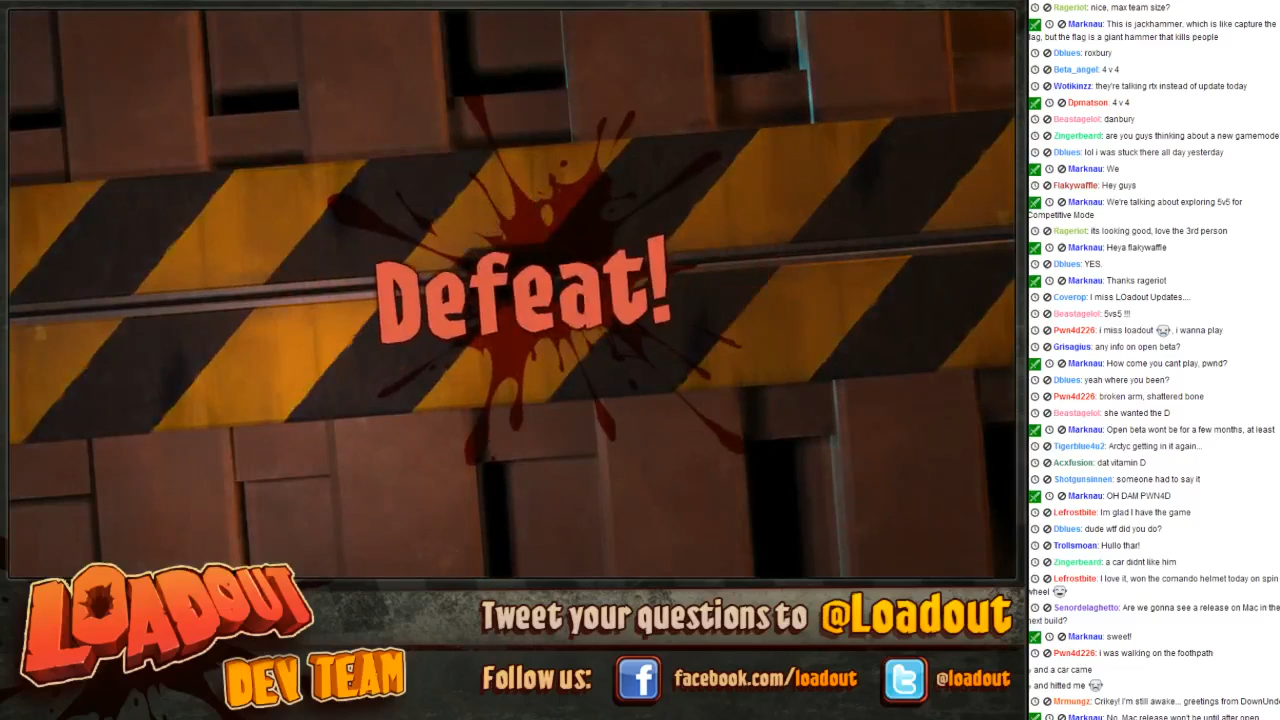 Defeat!
LOADOUT
DEV TEAM
Tweet your questions to @Loadout
Follow us: facebook.com/loadout @loadout
Rageriot: nice, max team size?
Marknau: This is jackhammer, which is like capture the
lag, but the flag is a giant hammer that kills people
Dblues: roxbury
Beta_angel: 4 v 4
Wotikinzz: they're talking rtx instead of update today
Dpmatson: 4 v 4
Beastagelol: danbury
Zingerbeard: are you guys thinking about a new gamemode
Dblues: lol i was stuck there all day yesterday
Marknau: We
Flakywaffle: Hey guys
Marknau: We're talking about exploring 5v5 for
Competitive Mode
Rageriot: its looking good, love the 3rd person
Marknau: Heya flakywaffle
Dblues: YES.
Marknau: Thanks rageriot
Coverop: I miss LOadout Updates....
Beastagelol: 5vs5 !!!
Pwn4d226: i miss loadout , i wanna play
Grisagius: any info on open beta?
Marknau: How come you cant play, pwnd?
Dblues: yeah where you been?
Pwn4d226: broken arm, shattered bone
Beastagelol: she wanted the D
Marknau: Open beta wont be for a few months, at least
Tigerblue4u2: Arctyc getting in it again...
Acxfusion: dat vitamin D
Shotgunsinnen: someone had to say it
Marknau: OH DAM PWN4D
Lefrostbite: Im glad I have the game
Dblues: dude wtf did you do?
Trollsmoan: Hullo thar!
Zingerbeard: a car didnt like him
Lefrostbite: I love it, won the comando helmet today on spin
wheel
Senordelaghetto: Are we gonna see a release on Mac in the
next build?
Marknau: sweet!
Pwn4d226: i was walking on the footpath
and a car came
and hitted me
Mrmungz: Crikey! I'm still awake... greetings from DownUnde
Marknau: No, Mac release won't be until after open